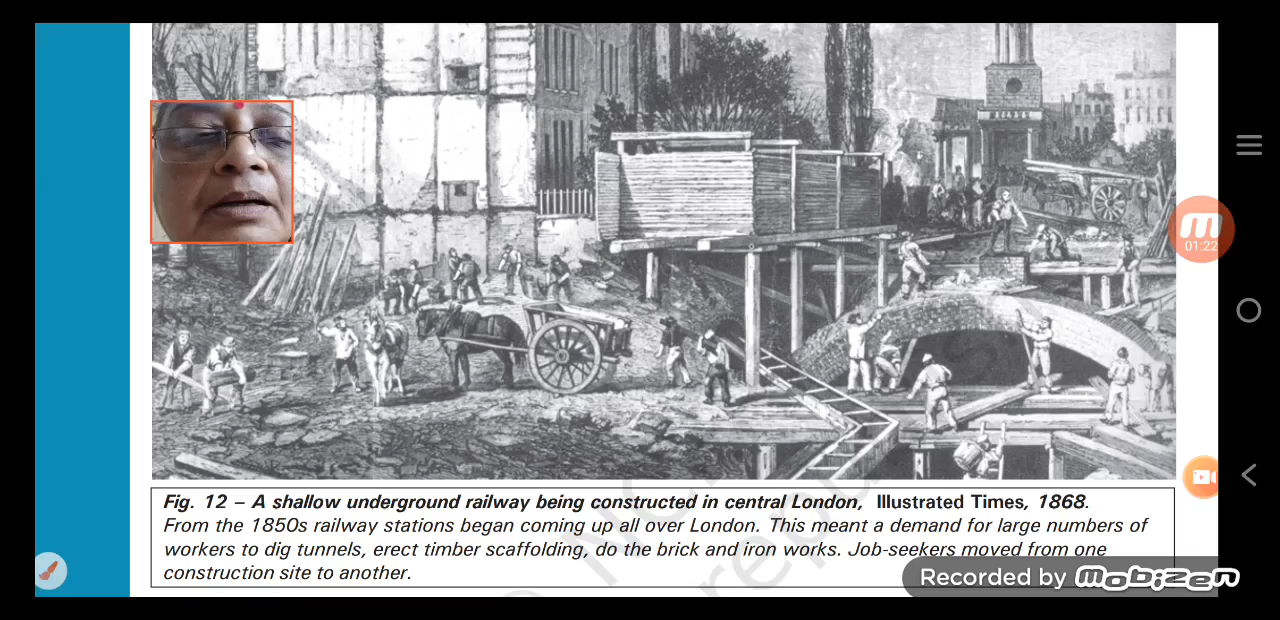 01:22
Fig. 12 – A shallow underground railway being constructed in central London, Illustrated Times, 1868.
From the 1850s railway stations began coming up all over London. This meant a demand for large numbers of
workers to dig tunnels, erect timber scaffolding, do the brick and iron works. Job-seekers moved from one
construction site to another.
Recorded by Mobizen